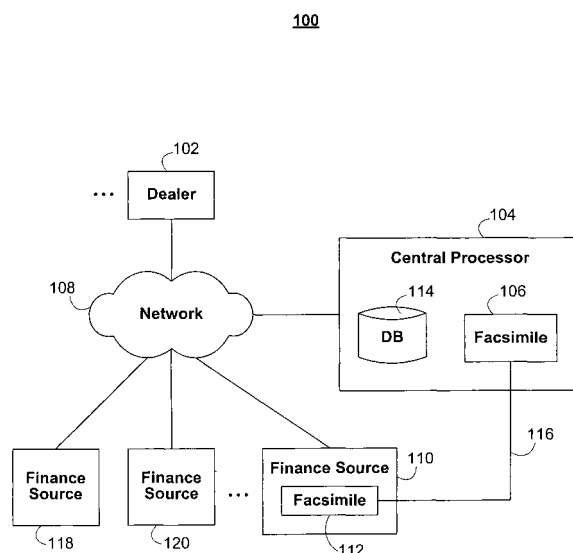 100
102
... Dealer
104
Central Processor
108
Network
114
DB
106
Facsimile
116
Finance
Source
118
Finance
Source
120
...
Finance Source
110
Facsimile
112